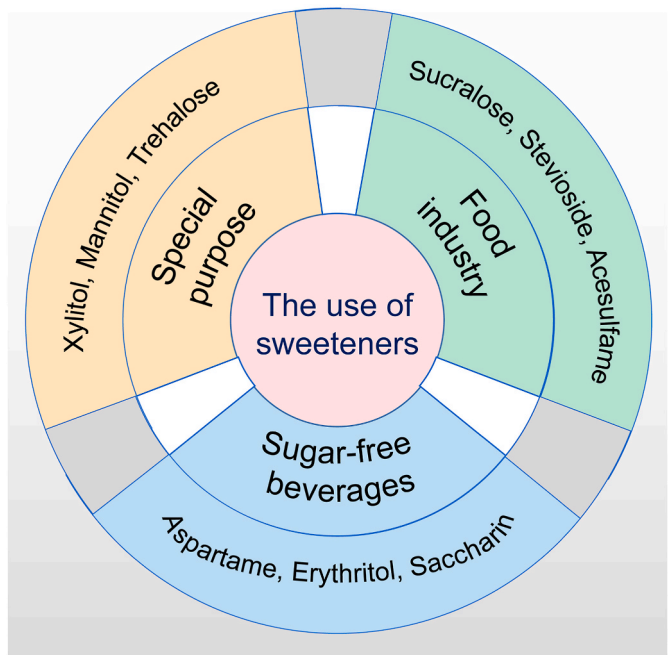 The use of
sweeteners
Special
purpose
Xylitol, Mannitol, Trehalose
Food
industry
Sucralose, Stevioside, Acesulfame
Sugar-free
beverages
Aspartame, Erythritol, Saccharin